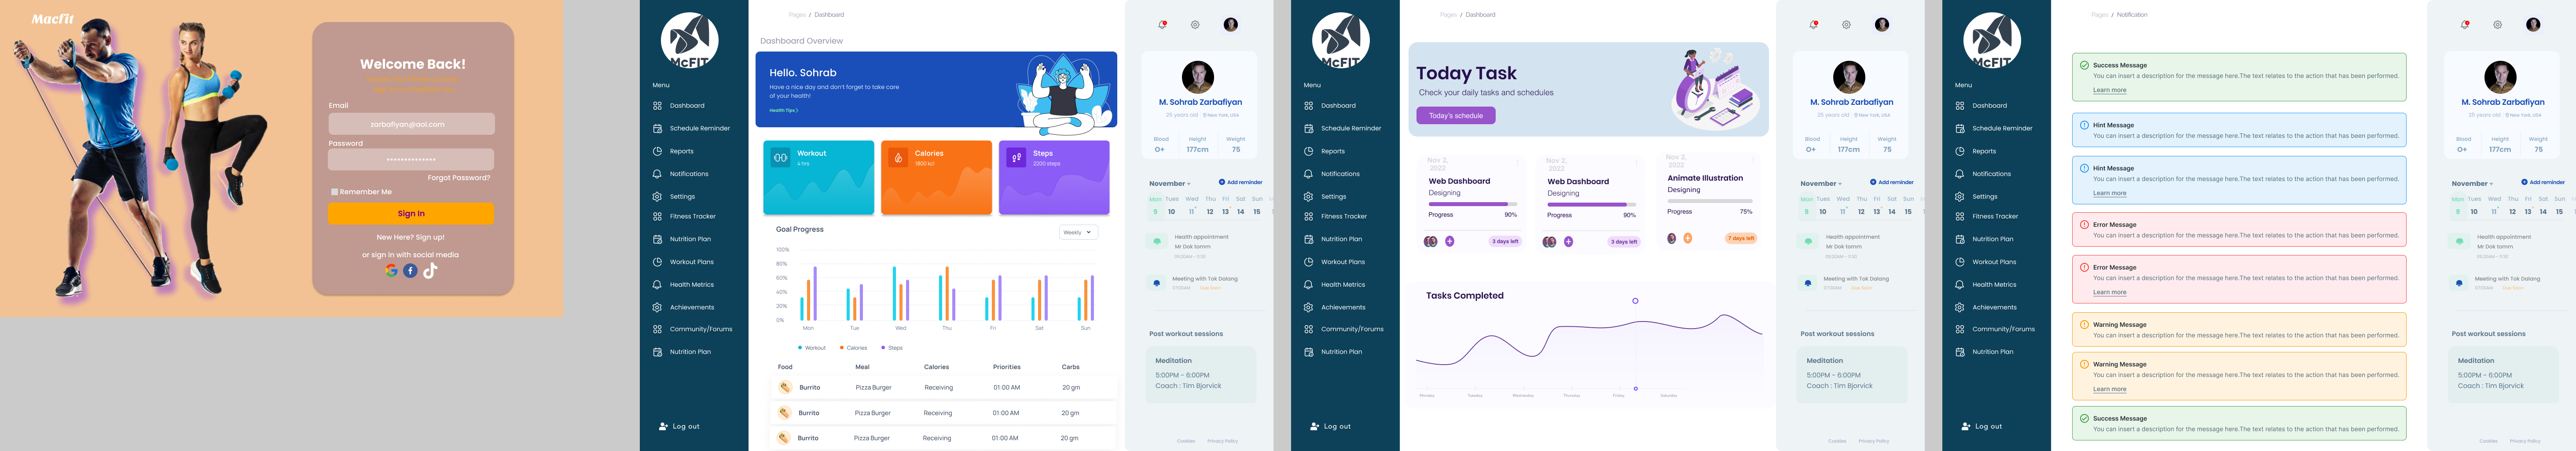 Macfit
Welcome Back!
Email
zarbafiyan@aol.com
Password
Forgot Password?
Remember Me
Sign In
New Here? Sign up!
or sign in with social media
McFIT
Menu
Dashboard
Schedule Reminder
Reports
Notifications
Settings
Fitness Tracker
Nutrition Plan
Workout Plans
Health Metrics
Achievements
Community/Forums
Nutrition Plan
Log out
Pages / Dashboard
Dashboard Overview
Hello. Sohrab
Have a nice day and don't forget to take care
of your health!
Health Tips
Workout
4 hrs
Calories
1800 kcl
Steps
2200 steps
Goal Progress
Weekly
100%
80%
60%
40%
20%
0%
Mon Tue Wed Thu Fri Sat Sun
Workout Calories Steps
Food Meal Calories Priorities Carbs
Burrito Pizza Burger Receiving 01:00 AM 20 gm
Burrito Pizza Burger Receiving 01:00 AM 20 gm
Burrito Pizza Burger Receiving 01:00 AM 20 gm
M. Sohrab Zarbafiyan
25 years old New York, USA
Blood Height Weight
O+ 177cm 75
November
Add reminder
Mon Tues Wed Thu Fri Sat Sun
9 10 11 12 13 14 15
Health appointment
Mr Dok tomm
Meeting with Tok Dalang
07:00AM Due Soon
Post workout sessions
Meditation
5:00PM - 6:00PM
Coach : Tim Bjorvick
Cookies Privacy Policy
McFIT
Menu
Dashboard
Schedule Reminder
Reports
Notifications
Settings
Fitness Tracker
Nutrition Plan
Workout Plans
Health Metrics
Achievements
Community/Forums
Nutrition Plan
Log out
Pages / Dashboard
Today Task
Check your daily tasks and schedules
Today's schedule
Nov 2,
2022
Web Dashboard
Designing
Progress 90%
3 days left
Nov 2,
2022
Web Dashboard
Designing
Progress 90%
3 days left
Nov 2,
2022
Animate Illustration
Designing
Progress 75%
7 days left
Tasks Completed
Monday Tuesday Wednesday Thursday Friday Saturday
M. Sohrab Zarbafiyan
25 years old New York, USA
Blood Height Weight
O+ 177cm 75
November
Add reminder
Mon Tues Wed Thu Fri Sat Sun
9 10 11 12 13 14 15
Health appointment
Mr Dok tomm
Meeting with Tok Dalang
07:00AM Due Soon
Post workout sessions
Meditation
5:00PM - 6:00PM
Coach : Tim Bjorvick
Cookies Privacy Policy
McFIT
Menu
Dashboard
Schedule Reminder
Reports
Notifications
Settings
Fitness Tracker
Nutrition Plan
Workout Plans
Health Metrics
Achievements
Community/Forums
Nutrition Plan
Log out
Pages / Notification
Success Message
You can insert a description for the message here.The text relates to the action that has been performed.
Learn more
Hint Message
You can insert a description for the message here.The text relates to the action that has been performed.
Hint Message
You can insert a description for the message here.The text relates to the action that has been performed.
Learn more
Error Message
You can insert a description for the message here.The text relates to the action that has been performed.
Error Message
You can insert a description for the message here.The text relates to the action that has been performed.
Learn more
Warning Message
You can insert a description for the message here.The text relates to the action that has been performed.
Warning Message
You can insert a description for the message here.The text relates to the action that has been performed.
Learn more
Success Message
You can insert a description for the message here.The text relates to the action that has been performed.
M. Sohrab Zarbafiyan
25 years old New York, USA
Blood Height Weight
O+ 177cm 75
November
Add reminder
Mon Tues Wed Thu Fri Sat Sun
9 10 11 12 13 14 15
Health appointment
Mr Dok tomm
Meeting with Tok Dalang
07:00AM Due Soon
Post workout sessions
Meditation
5:00PM - 6:00PM
Coach : Tim Bjorvick
Cookies Privacy Policy